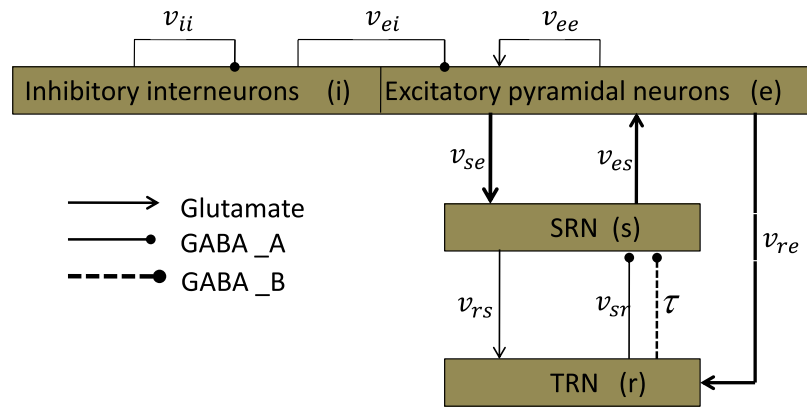 v_ii v_ei v_ee
Inhibitory interneurons (i) Excitatory pyramidal neurons (e)
v_se v_es
Glutamate
SRN (s)
GABA _A
v_re
GABA _B
v_rs v_sr τ
TRN (r)